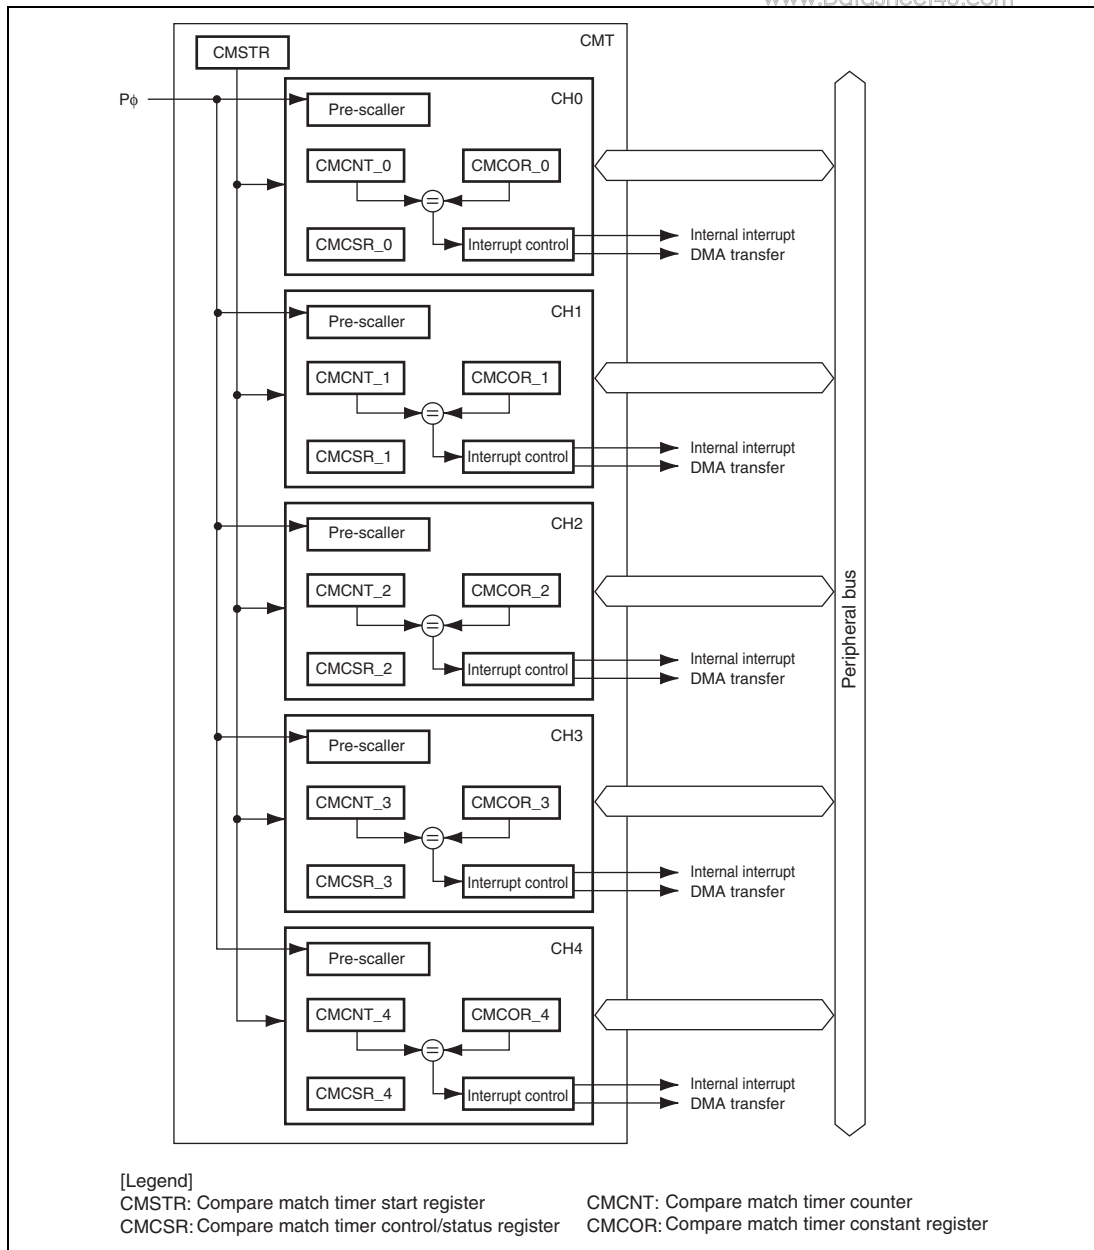 www.DataSheet4U.com
CMT
CMSTR
Pϕ
CH0
Pre-scaller
CMCNT_0
CMCOR_0
=
CMCSR_0
Interrupt control
Internal interrupt
DMA transfer
CH1
Pre-scaller
CMCNT_1
CMCOR_1
=
CMCSR_1
Interrupt control
Internal interrupt
DMA transfer
CH2
Pre-scaller
CMCNT_2
CMCOR_2
=
CMCSR_2
Interrupt control
Internal interrupt
DMA transfer
CH3
Pre-scaller
CMCNT_3
CMCOR_3
=
CMCSR_3
Interrupt control
Internal interrupt
DMA transfer
CH4
Pre-scaller
CMCNT_4
CMCOR_4
=
CMCSR_4
Interrupt control
Internal interrupt
DMA transfer
Peripheral bus
[Legend]
CMSTR: Compare match timer start register
CMCSR: Compare match timer control/status register
CMCNT: Compare match timer counter
CMCOR: Compare match timer constant register